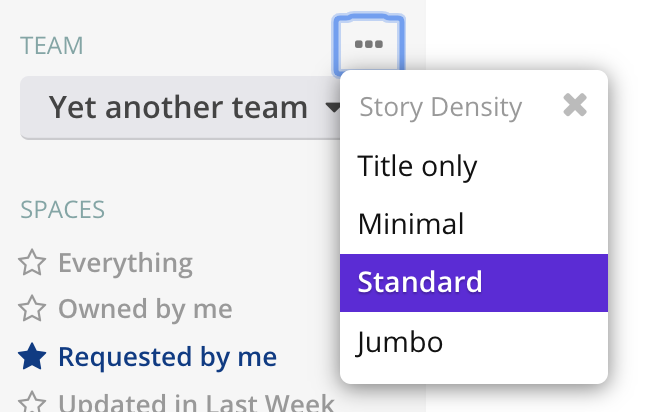 TEAM
Yet another team
Story Density
Title only
Minimal
Standard
Jumbo
SPACES
Everything
Owned by me
Requested by me
Updated in Last Week